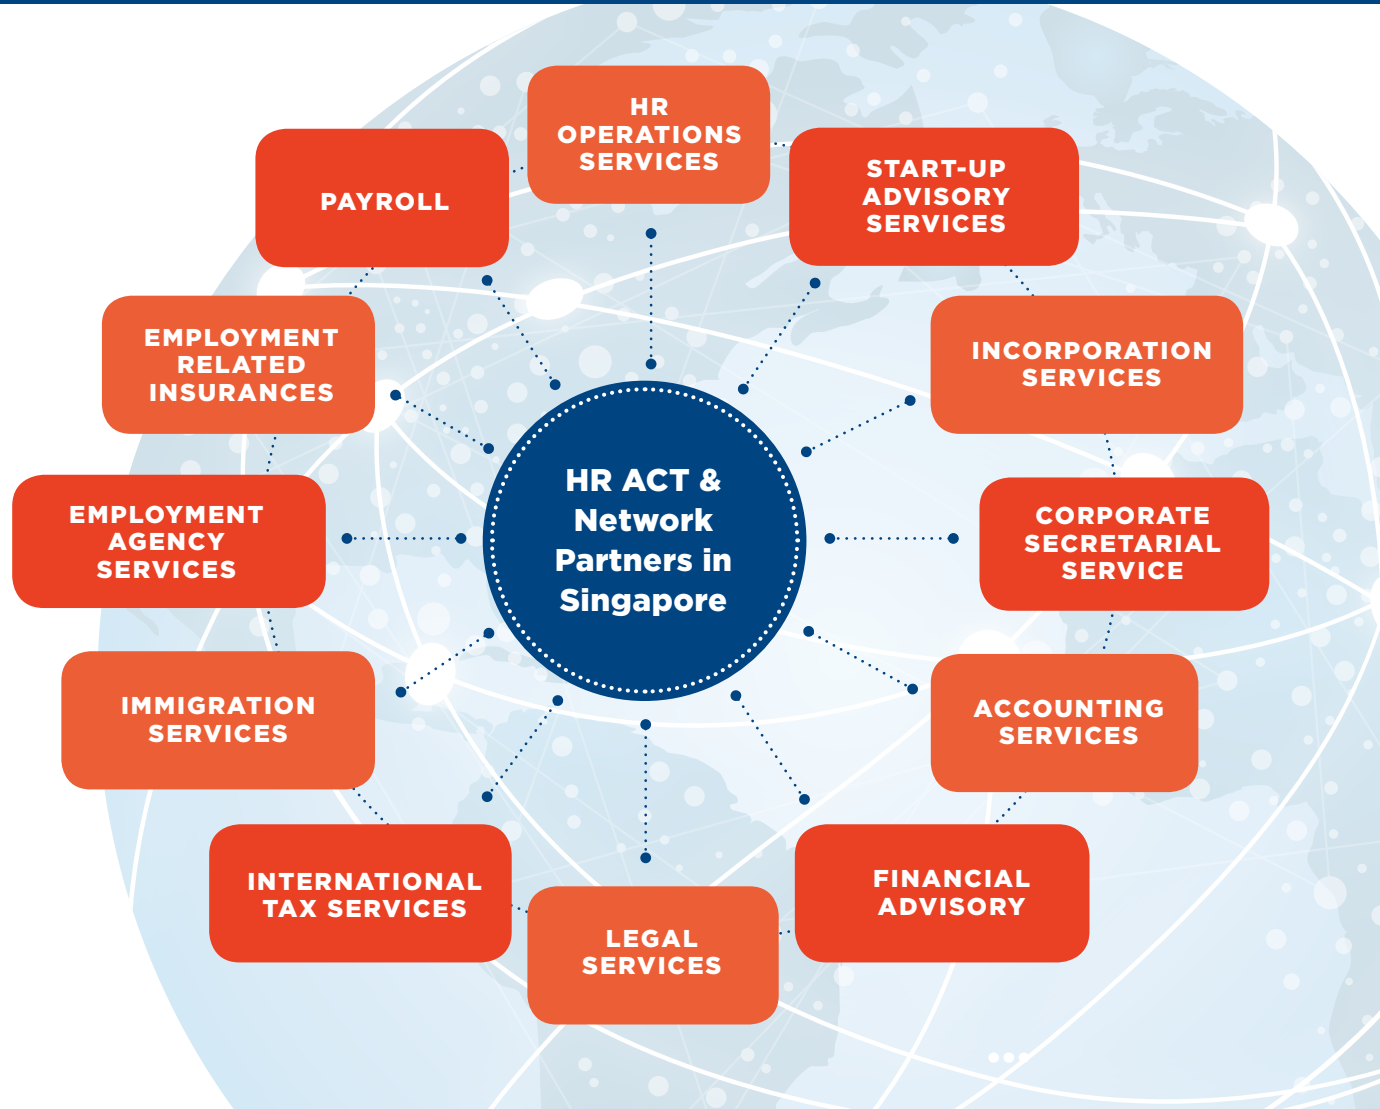 HR
OPERATIONS
SERVICES
START-UP
ADVISORY
SERVICES
INCORPORATION
SERVICES
CORPORATE
SECRETARIAL
SERVICE
ACCOUNTING
SERVICES
FINANCIAL
ADVISORY
LEGAL
SERVICES
INTERNATIONAL
TAX SERVICES
IMMIGRATION
SERVICES
EMPLOYMENT
AGENCY
SERVICES
EMPLOYMENT
RELATED
INSURANCES
PAYROLL
HR ACT &
Network
Partners in
Singapore